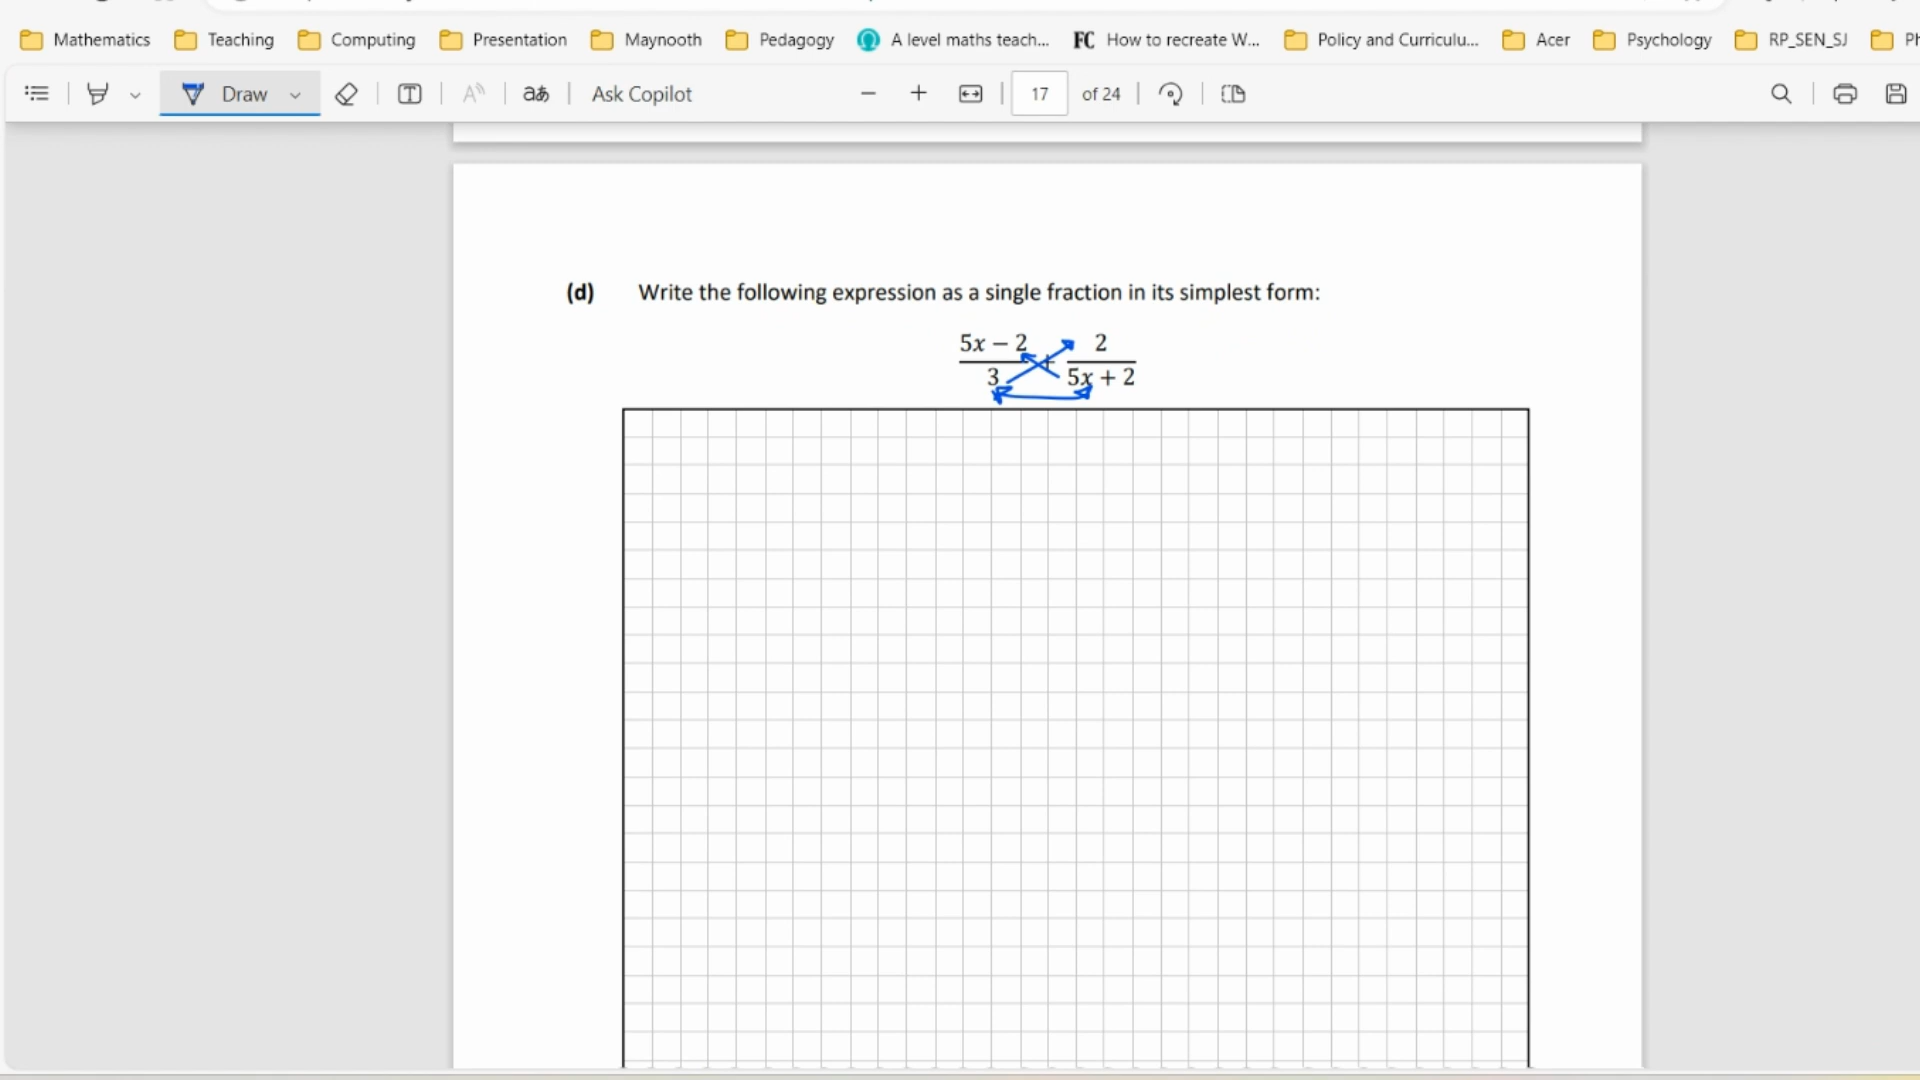 Mathematics Teaching Computing Presentation Maynooth Pedagogy A level maths teach... FC How to recreate W... Policy and Curriculu... Acer Psychology RP_SEN_SJ
Draw T A aあ Ask Copilot − + 17 of 24
(d) Write the following expression as a single fraction in its simplest form:
5x − 2 2
+
3 5x + 2